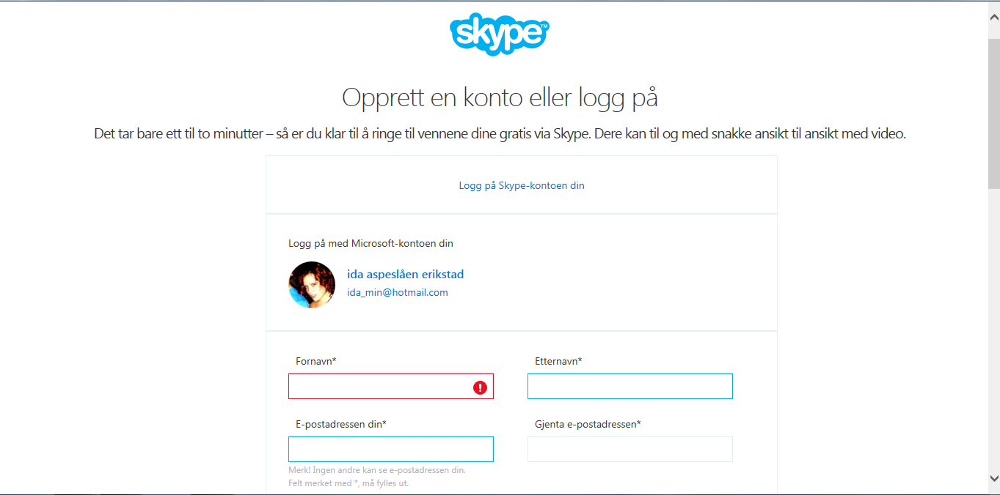 skype™
Opprett en konto eller logg på
Det tar bare ett til to minutter – så er du klar til å ringe til vennene dine gratis via Skype. Dere kan til og med snakke ansikt til ansikt med video.
Logg på Skype-kontoen din
Logg på med Microsoft-kontoen din
ida aspeslåen erikstad
ida_min@hotmail.com
Fornavn*
Etternavn*
E-postadressen din*
Gjenta e-postadressen*
Merk! Ingen andre kan se e-postadressen din.
Felt merket med *, må fylles ut.